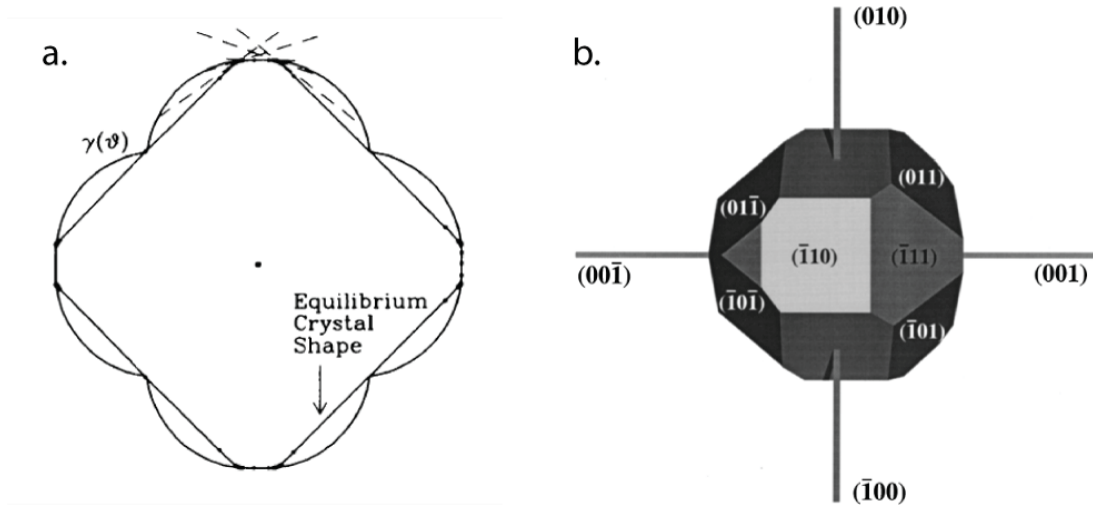 a.
γ(ϑ)
Equilibrium
Crystal
Shape
b.
(010)
(011)
(011̅)
(1̅10)
(1̅11)
(001̅)
(001)
(1̅01̅)
(1̅01)
(1̅00)